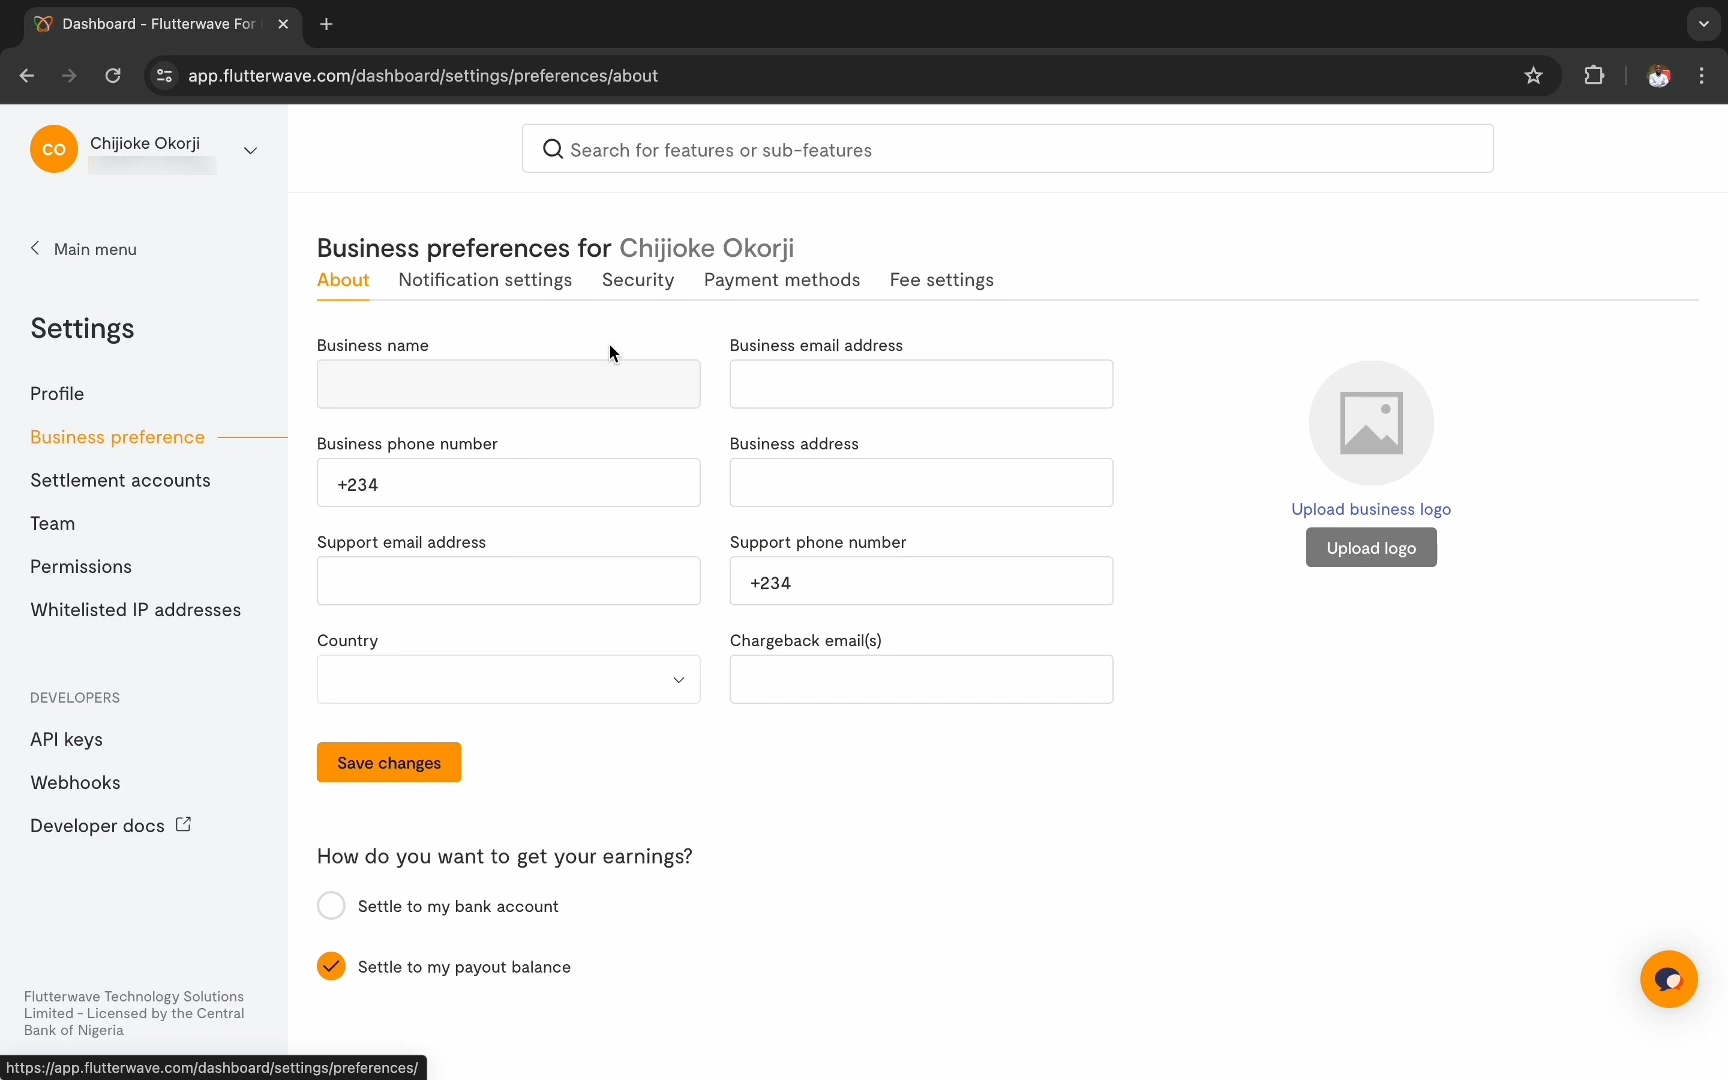 Dashboard - Flutterwave For
app.flutterwave.com/dashboard/settings/preferences/about
CO
Chijioke Okorji
Search for features or sub-features
Main menu
Settings
Profile
Business preference
Settlement accounts
Team
Permissions
Whitelisted IP addresses
DEVELOPERS
API keys
Webhooks
Developer docs
Flutterwave Technology Solutions
Limited - Licensed by the Central
Bank of Nigeria
Business preferences for Chijioke Okorji
About Notification settings Security Payment methods Fee settings
Business name
Business email address
Business phone number
Business address
+234
Support email address
Support phone number
+234
Country
Chargeback email(s)
Save changes
Upload business logo
Upload logo
How do you want to get your earnings?
Settle to my bank account
Settle to my payout balance
https://app.flutterwave.com/dashboard/settings/preferences/